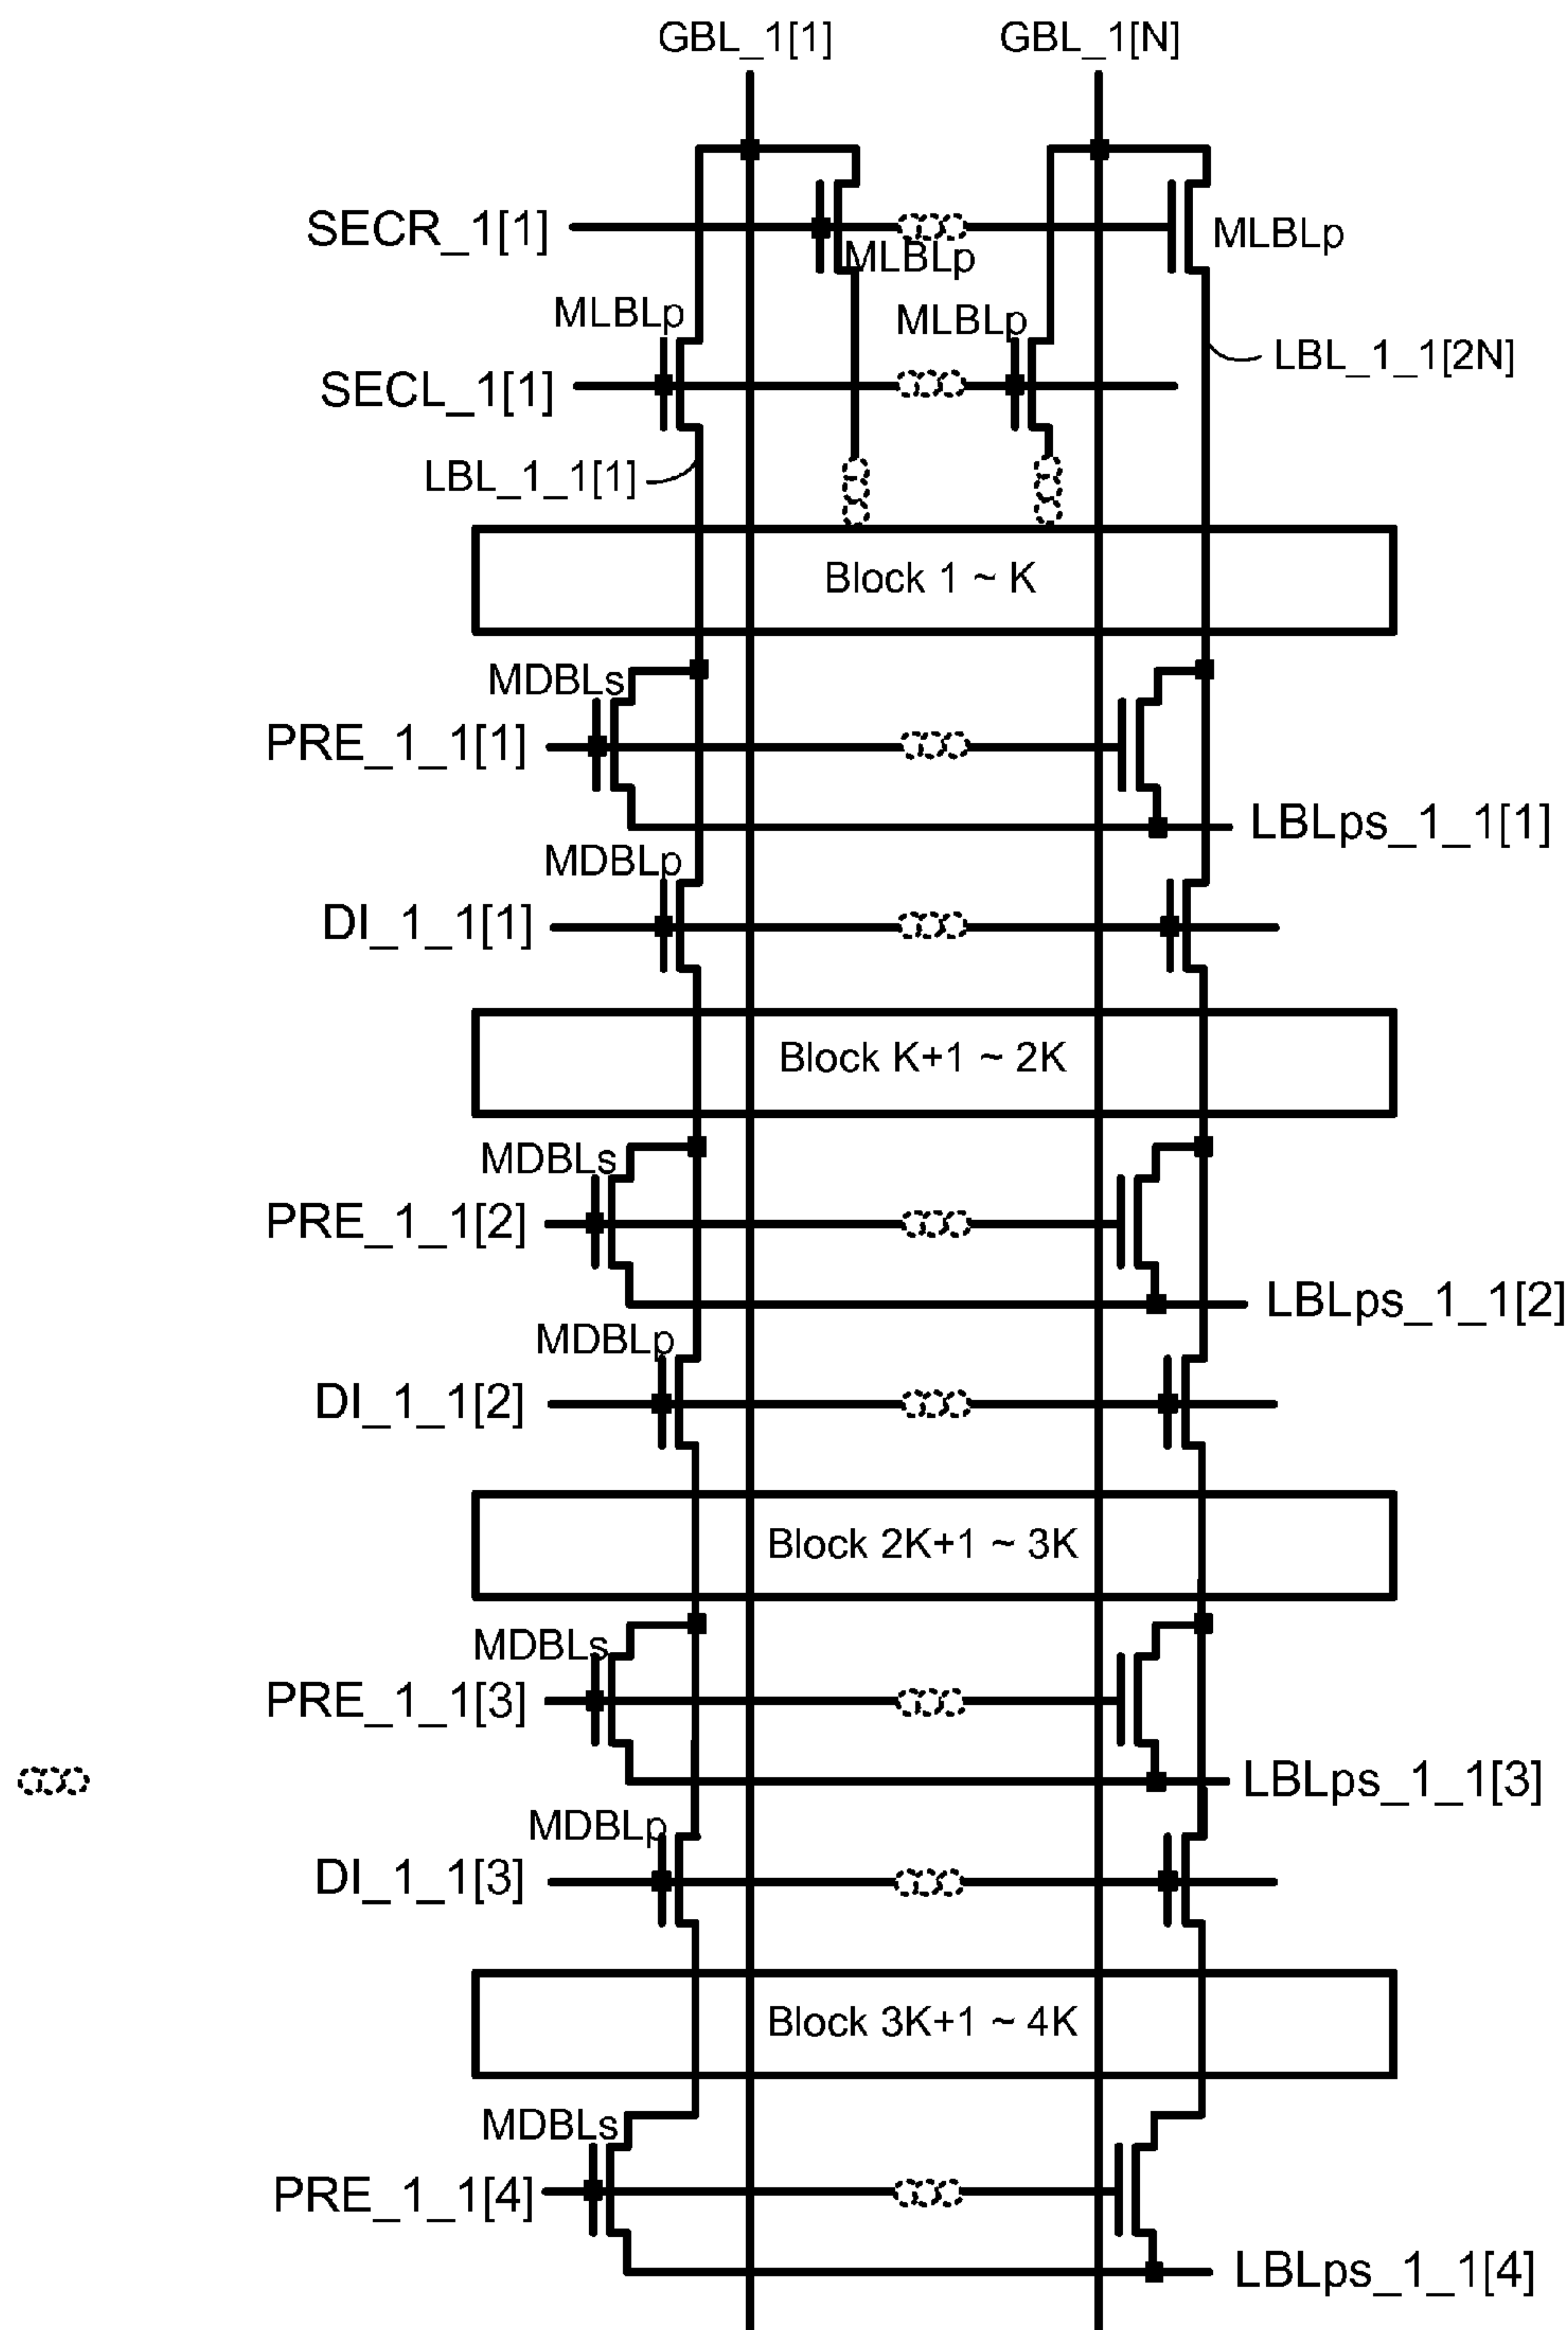 GBL_1[1]
GBL_1[N]
SECR_1[1]
MLBLp
MLBLp
MLBLp
MLBLp
SECL_1[1]
LBL_1_1[2N]
LBL_1_1[1]
Block 1 ~ K
MDBLs
PRE_1_1[1]
LBLps_1_1[1]
MDBLp
DI_1_1[1]
Block K+1 ~ 2K
MDBLs
PRE_1_1[2]
LBLps_1_1[2]
MDBLp
DI_1_1[2]
Block 2K+1 ~ 3K
MDBLs
PRE_1_1[3]
LBLps_1_1[3]
MDBLp
DI_1_1[3]
Block 3K+1 ~ 4K
MDBLs
PRE_1_1[4]
LBLps_1_1[4]